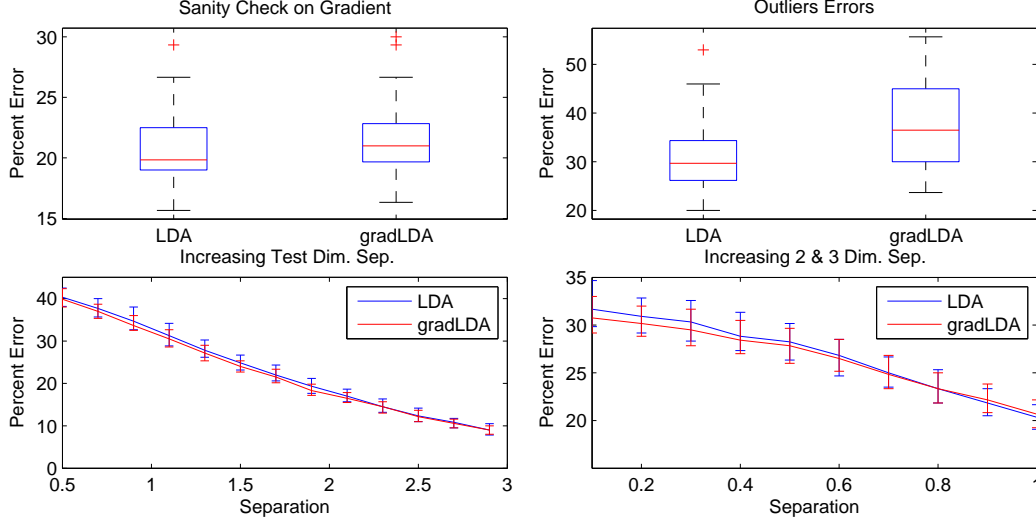 Sanity Check on Gradient
Percent Error
30
25
20
15
LDA
gradLDA
Outliers Errors
Percent Error
50
40
30
20
LDA
gradLDA
Increasing Test Dim. Sep.
Percent Error
40
30
20
10
0
LDA
gradLDA
0.5
1
1.5
2
2.5
3
Separation
Increasing 2 & 3 Dim. Sep.
Percent Error
35
30
25
20
LDA
gradLDA
0.2
0.4
0.6
0.8
1
Separation